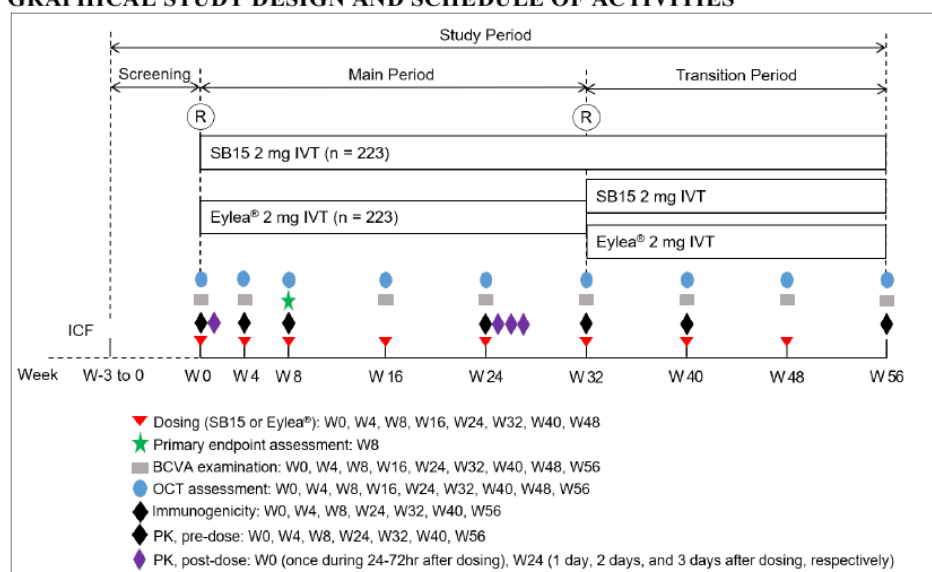 GRAPHICAL STUDY DESIGN AND SCHEDULE OF ACTIVITIES
Study Period
Screening Main Period Transition Period
R R
SB15 2 mg IVT (n = 223)
SB15 2 mg IVT
Eylea® 2 mg IVT (n = 223)
Eylea® 2 mg IVT
ICF
Week W-3 to 0 W 0 W 4 W 8 W 16 W 24 W 32 W 40 W 48 W 56
Dosing (SB15 or Eylea®): W0, W4, W8, W16, W24, W32, W40, W48
Primary endpoint assessment: W8
BCVA examination: W0, W4, W8, W16, W24, W32, W40, W48, W56
OCT assessment: W0, W4, W8, W16, W24, W32, W40, W48, W56
Immunogenicity: W0, W4, W8, W24, W32, W40, W56
PK, pre-dose: W0, W4, W8, W24, W32, W40, W56
PK, post-dose: W0 (once during 24-72hr after dosing), W24 (1 day, 2 days, and 3 days after dosing, respectively)